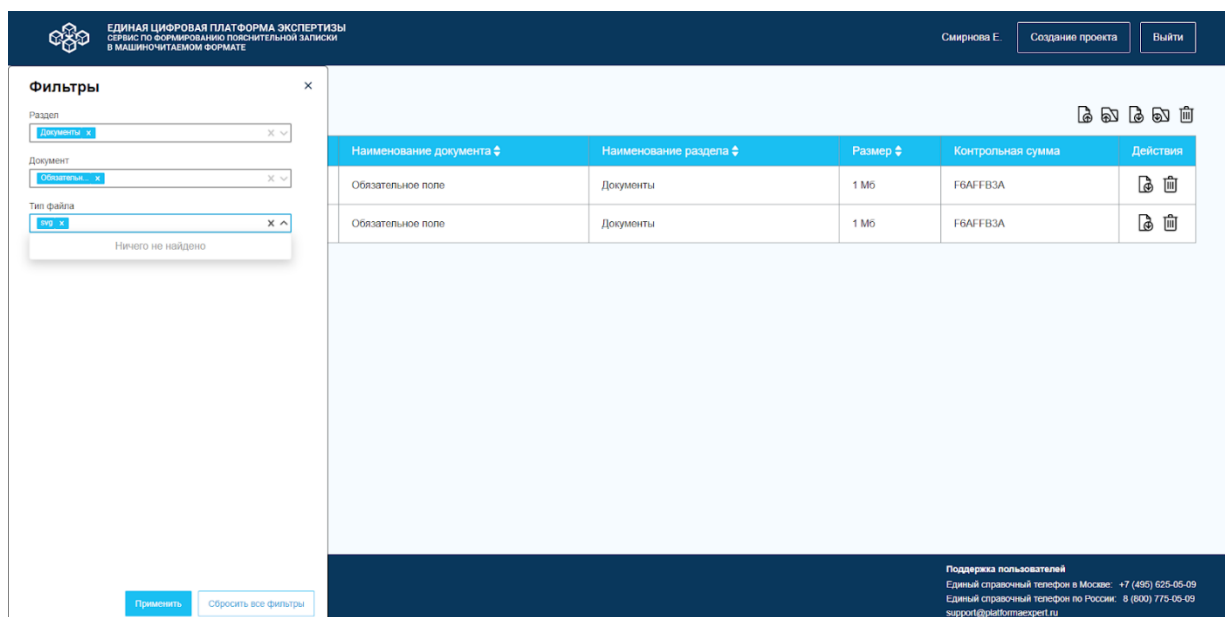 ЕДИНАЯ ЦИФРОВАЯ ПЛАТФОРМА ЭКСПЕРТИЗЫ
СЕРВИС ПО ФОРМИРОВАНИЮ ПОЯСНИТЕЛЬНОЙ ЗАПИСКИ
В МАШИНОЧИТАЕМОМ ФОРМАТЕ
Смирнова Е.
Создание проекта
Выйти
Фильтры
Раздел
Документы
Документ
Обязательн...
Тип файла
svg
Ничего не найдено
Применить
Сбросить все фильтры
Наименование документа Наименование раздела Размер Контрольная сумма Действия
Обязательное поле Документы 1 Мб F6AFFB3A
Обязательное поле Документы 1 Мб F6AFFB3A
Поддержка пользователей
Единый справочный телефон в Москве: +7 (495) 625-05-09
Единый справочный телефон по России: 8 (800) 775-05-09
support@platformaexpert.ru